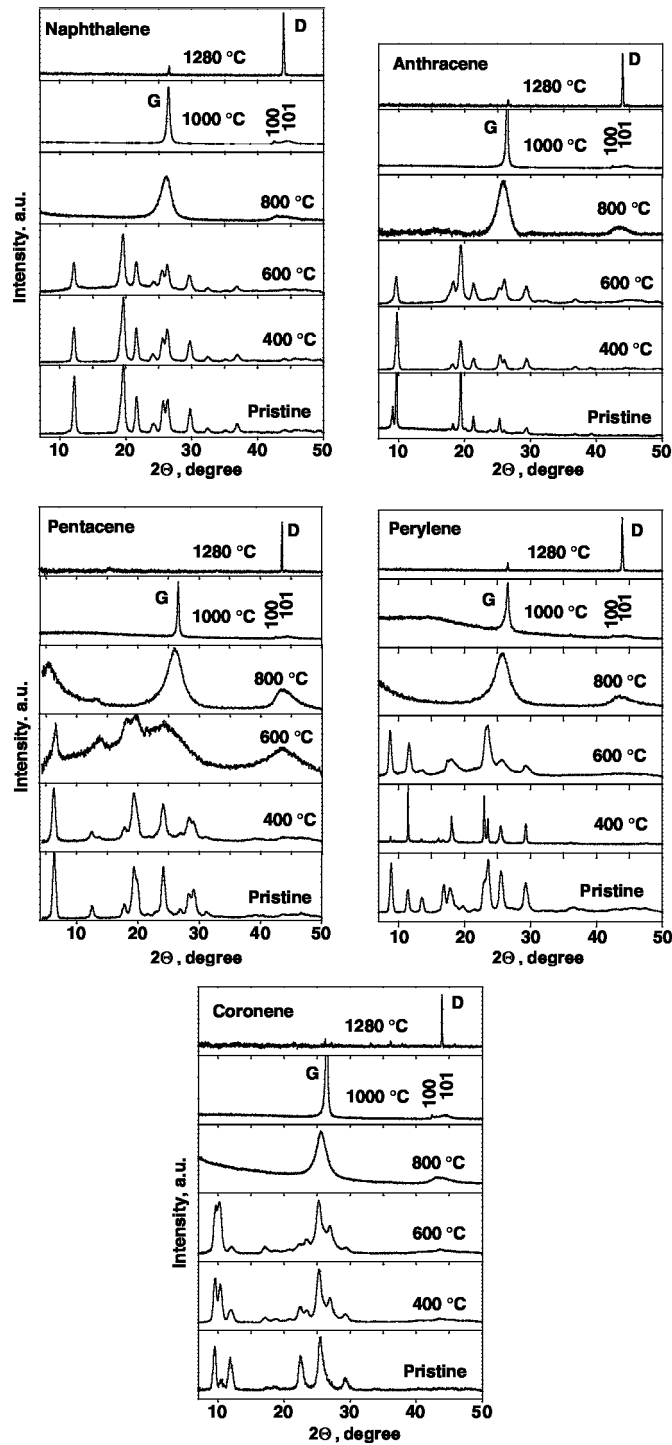 Naphthalene
D
1280 °C
G
1000 °C
100
101
800 °C
600 °C
400 °C
Pristine
Intensity. a.u.
10 20 30 40 50
2Θ , degree
Anthracene
D
1280 °C
G
1000 °C
100
101
800 °C
600 °C
400 °C
Pristine
10 20 30 40 50
2Θ , degree
Pentacene
D
1280 °C
G
1000 °C
100
101
800 °C
600 °C
400 °C
Pristine
Intensity. a.u.
10 20 30 40 50
2Θ , degree
Perylene
D
1280 °C
G
1000 °C
100
101
800 °C
600 °C
400 °C
Pristine
10 20 30 40 50
2Θ , degree
Coronene
D
1280 °C
G
1000 °C
100
101
800 °C
600 °C
400 °C
Pristine
Intensity, a.u.
10 20 30 40 50
2Θ , degree